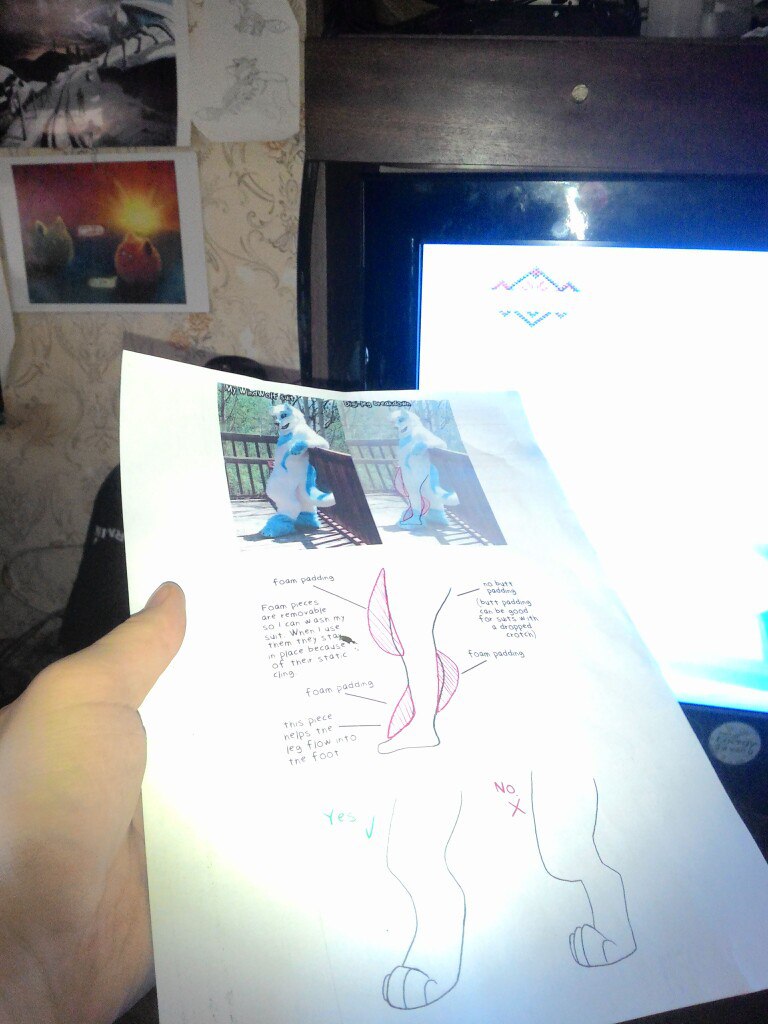 My WindWolf Suit
Digi-leg breakdown
foam padding
Foam pieces
are removable
so I can wash my
suit. When I use
them they stay
in place because
of their static
cling.
foam padding
this piece
helps the
leg flow into
the foot
no butt
padding
(butt padding
can be good
for suits with
a dropped
crotch)
foam padding
Yes
No